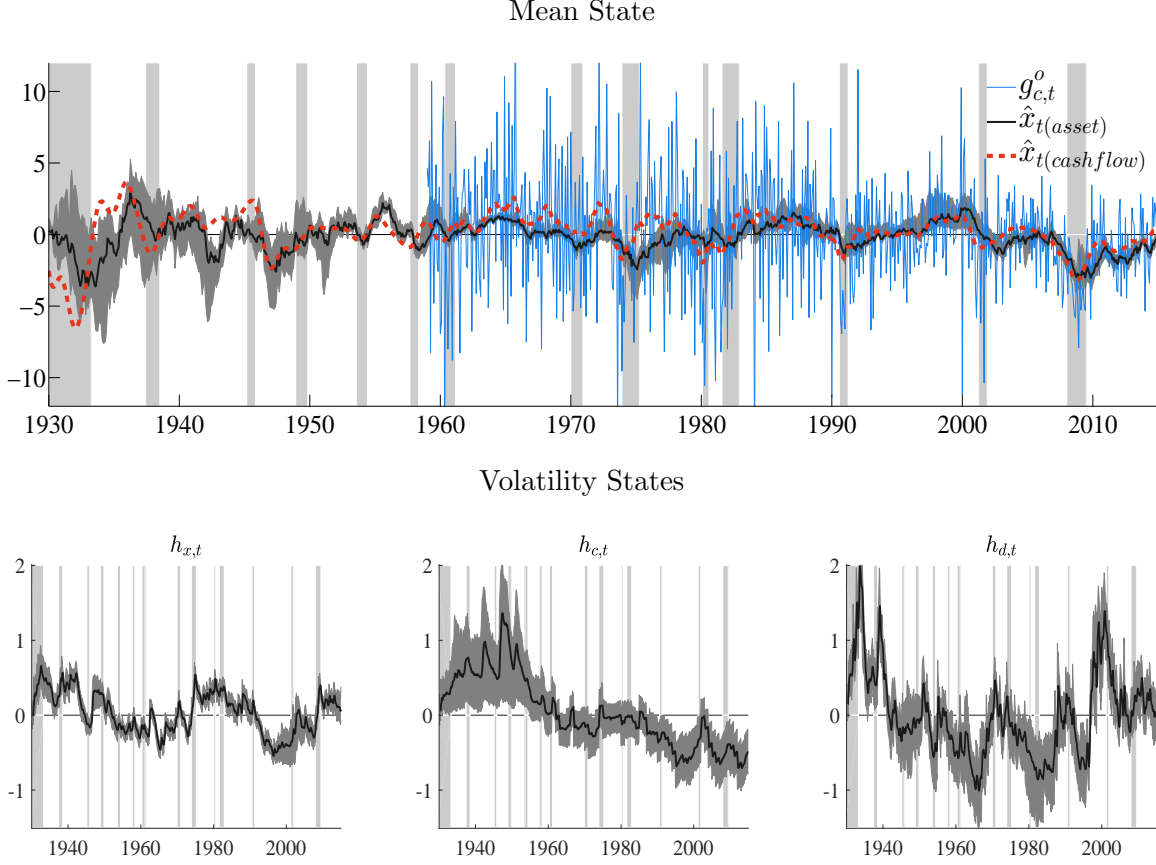 Mean State
10
5
0
−5
−10
g^o_{c,t}
x̂_{t(asset)}
x̂_{t(cashflow)}
1930 1940 1950 1960 1970 1980 1990 2000 2010
Volatility States
h_{x,t}
2
1
0
-1
1940 1960 1980 2000
h_{c,t}
2
1
0
-1
1940 1960 1980 2000
h_{d,t}
2
1
0
-1
1940 1960 1980 2000